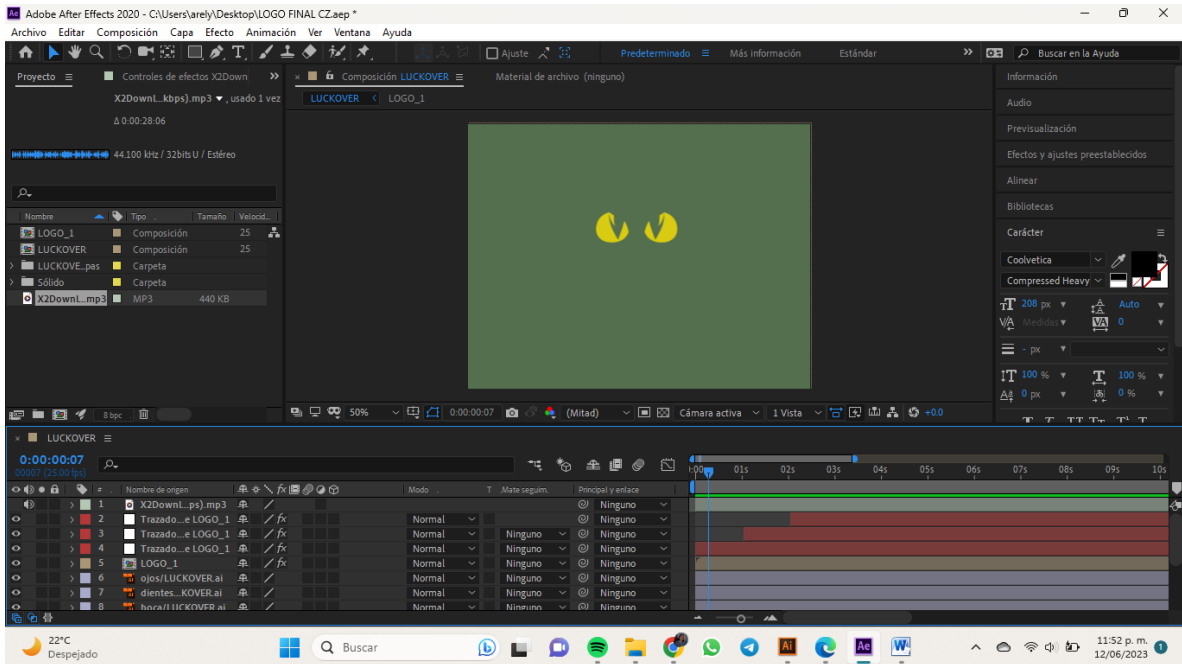 Adobe After Effects 2020 - C:\Users\arely\Desktop\LOGO FINAL CZ.aep *
Archivo Editar Composición Capa Efecto Animación Ver Ventana Ayuda
Ajuste Predeterminado Más información Estándar Buscar en la Ayuda
Proyecto Controles de efectos X2Down
Composición LUCKOVER Material de archivo (ninguno)
LUCKOVER LOGO_1
X2Downl...kbps).mp3 , usado 1 vez
Δ 0:00:28:06
44.100 kHz / 32bits U / Estéreo
Nombre Tipo Tamaño Velocid...
LOGO_1 Composición 25
LUCKOVER Composición 25
LUCKOVE...pas Carpeta
Sólido Carpeta
X2Downl...mp3 MP3 440 KB
8 bpc
50% 0:00:00:07 (Mitad) Cámara activa 1 Vista +0.0
Información
Audio
Previsualización
Efectos y ajustes preestablecidos
Alinear
Bibliotecas
Carácter
Coolvetica
Compressed Heavy
208 px Auto
Medidas 0
- px
100 % 100 %
0 px 0 %
LUCKOVER
0:00:00:07
00007 (25.00 fps)
:00 01s 02s 03s 04s 05s 06s 07s 08s 09s 10s
# Nombre de origen Modo T .Mate seguim. Principal y enlace
1 X2Downl...ps).mp3 Ninguno
2 Trazado...e LOGO_1 Normal Ninguno
3 Trazado...e LOGO_1 Normal Ninguno Ninguno
4 Trazado...e LOGO_1 Normal Ninguno Ninguno
5 LOGO_1 Normal Ninguno Ninguno
6 ojos/LUCKOVER.ai Normal Ninguno Ninguno
7 dientes...KOVER.ai Normal Ninguno Ninguno
8 boca/LUCKOVER.ai Normal Ninguno Ninguno
22°C
Despejado
Buscar
11:52 p. m.
12/06/2023
1